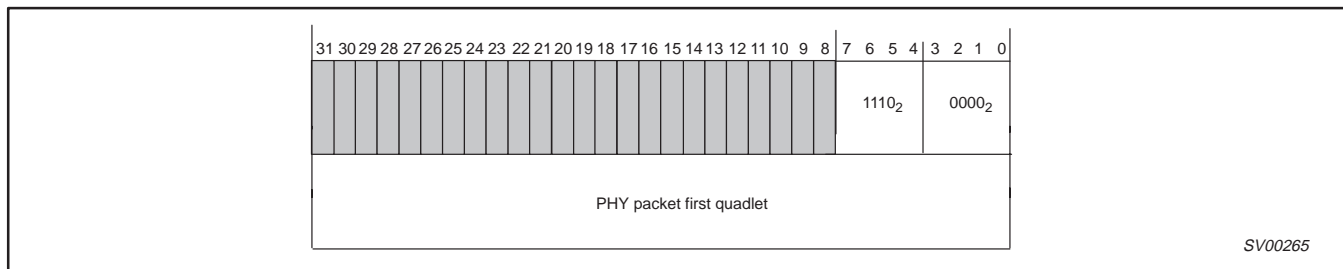 31 30 29 28 27 26 25 24 23 22 21 20 19 18 17 16 15 14 13 12 11 10 9 8 7 6 5 4 3 2 1 0
1110₂ 0000₂
PHY packet first quadlet
SV00265